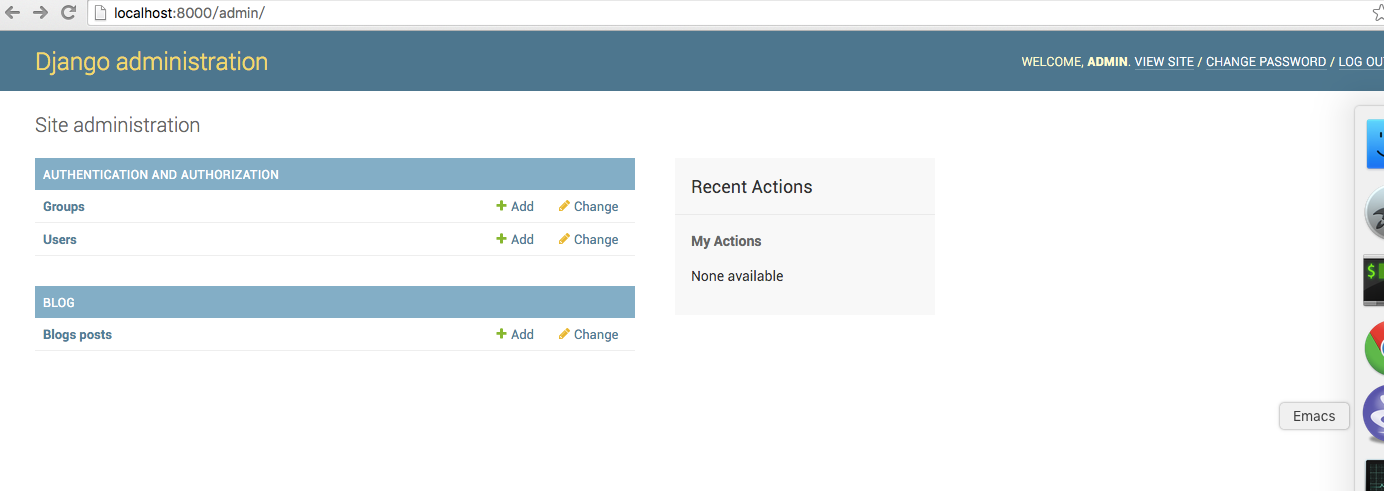 localhost:8000/admin/
Django administration
WELCOME, ADMIN. VIEW SITE / CHANGE PASSWORD / LOG OU
Site administration
AUTHENTICATION AND AUTHORIZATION
Groups Add Change
Users Add Change
BLOG
Blogs posts Add Change
Recent Actions
My Actions
None available
Emacs
$